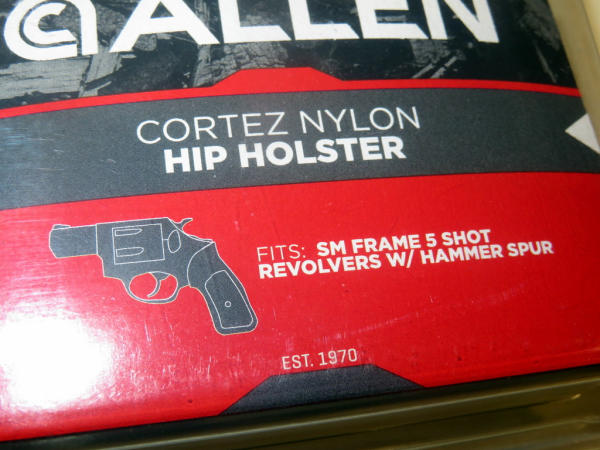 ALLEN
CORTEZ NYLON
HIP HOLSTER
FITS: SM FRAME 5 SHOT
REVOLVERS W/ HAMMER SPUR
EST. 1970